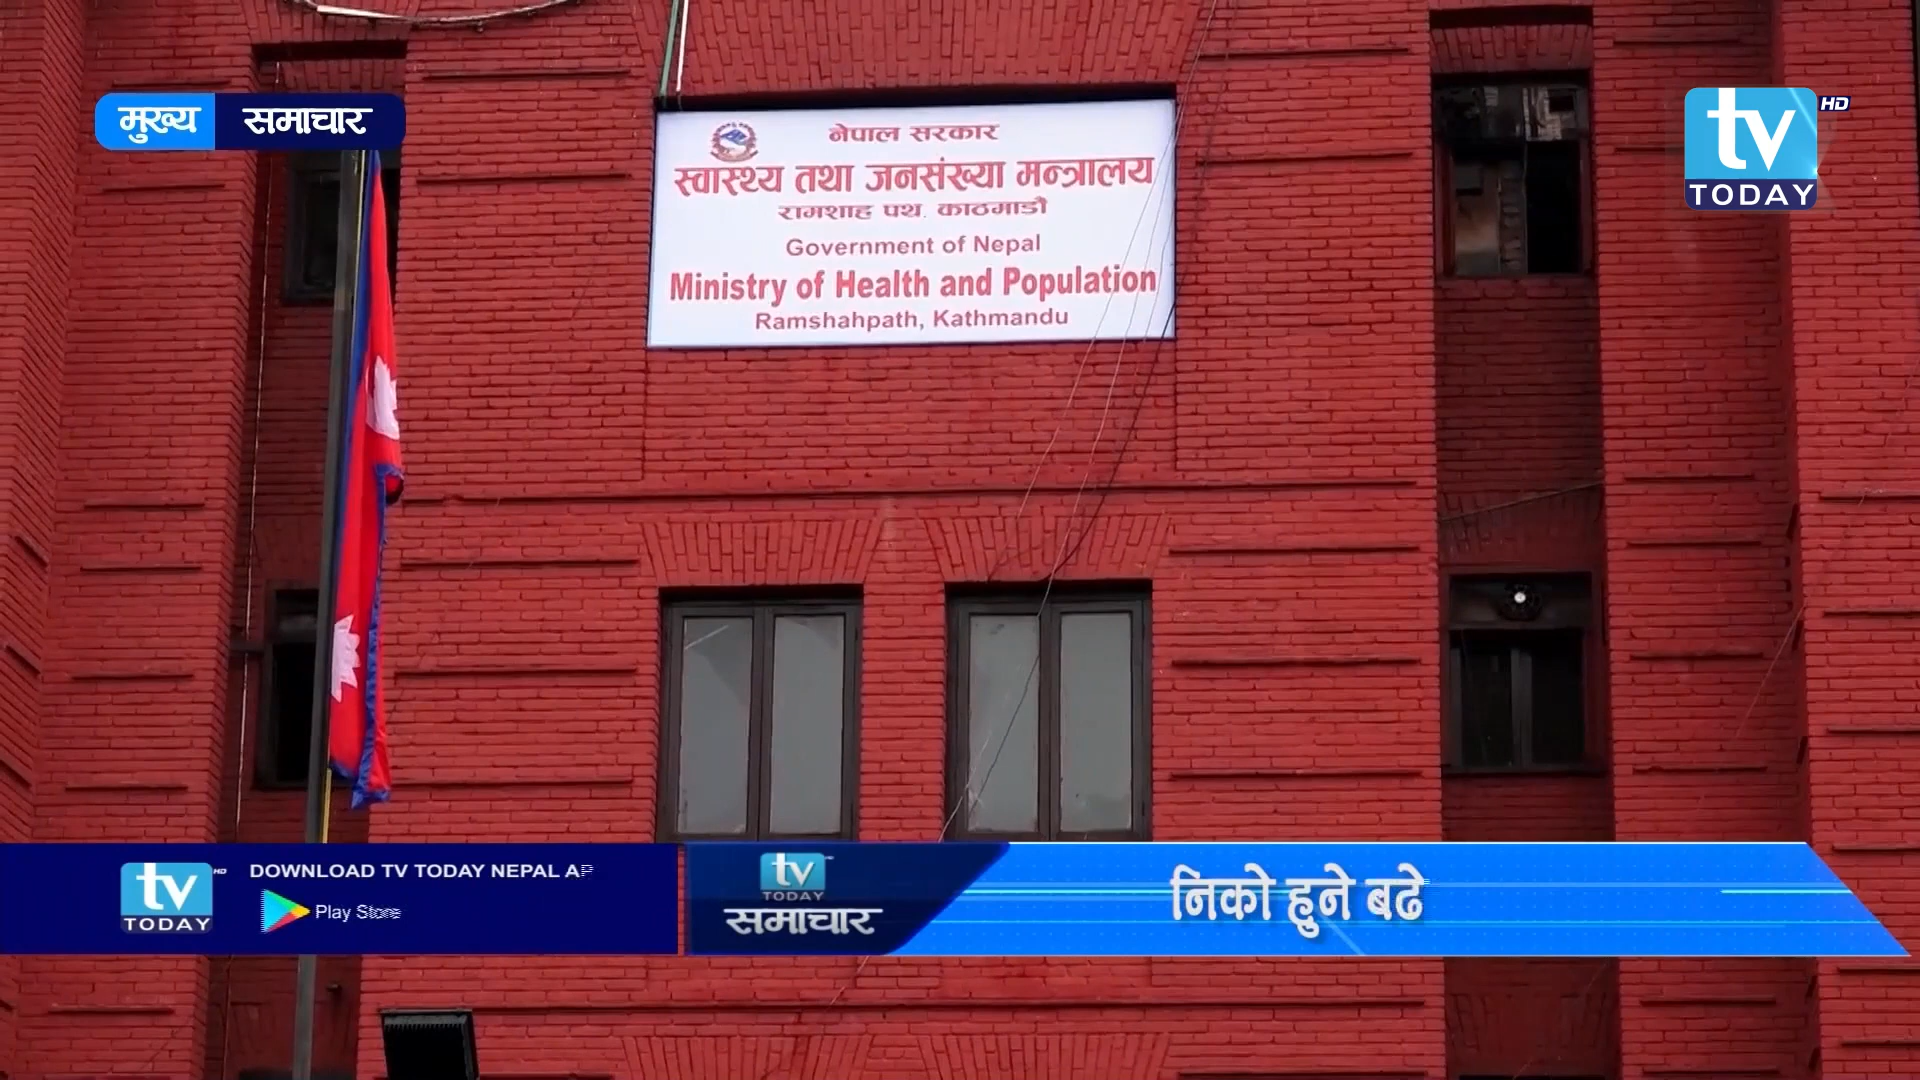 मुख्य समाचार
tv HD
TODAY
नेपाल सरकार
स्वास्थ्य तथा जनसंख्या मन्त्रालय
रामशाह पथ, काठमाडौं
Government of Nepal
Ministry of Health and Population
Ramshahpath, Kathmandu
tv HD
TODAY
DOWNLOAD TV TODAY NEPAL AP
Play Store
tv
TODAY
समाचार
निको हुने बढे